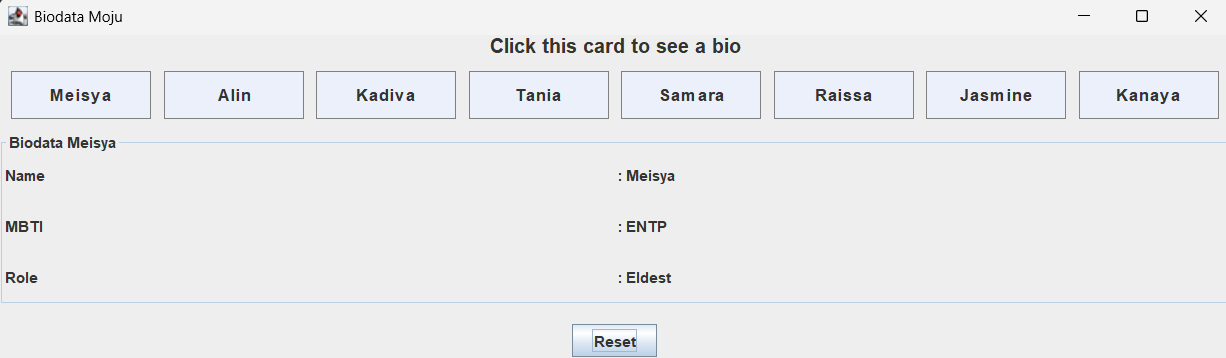 Biodata Moju
Click this card to see a bio
Meisya Alin Kadiva Tania Samara Raissa Jasmine Kanaya
Biodata Meisya
Name : Meisya
MBTI : ENTP
Role : Eldest
Reset